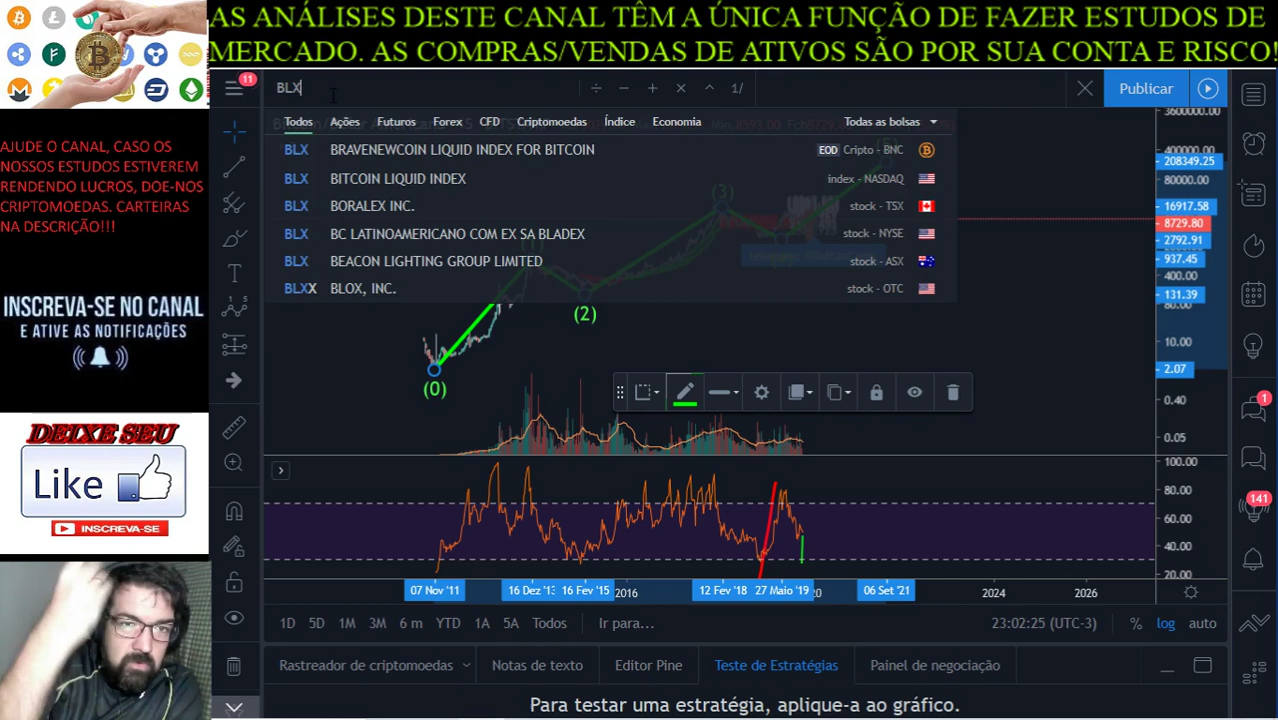 AS ANÁLISES DESTE CANAL TÊM A ÚNICA FUNÇÃO DE FAZER ESTUDOS DE
MERCADO. AS COMPRAS/VENDAS DE ATIVOS SÃO POR SUA CONTA E RISCO!
AJUDE O CANAL, CASO OS
NOSSOS ESTUDOS ESTIVEREM
RENDENDO LUCROS, DOE-NOS
CRIPTOMOEDAS. CARTEIRAS
NA DESCRIÇÃO!!!
INSCREVA-SE NO CANAL
E ATIVE AS NOTIFICAÇÕES
DEIXE SEU
Like
INSCREVA-SE
11
BLX
÷ − + × ^ 1/
Publicar
Todos Ações Futuros Forex CFD Criptomoedas Índice Economia Todas as bolsas
BLX BRAVENEWCOIN LIQUID INDEX FOR BITCOIN EOD Cripto - BNC
BLX BITCOIN LIQUID INDEX index - NASDAQ
BLX BORALEX INC. stock - TSX
BLX BC LATINOAMERICANO COM EX SA BLADEX stock - NYSE
BLX BEACON LIGHTING GROUP LIMITED stock - ASX
BLXX BLOX, INC. stock - OTC
(3)
(2)
(0)
3600000.00
208349.25
80000.00
16917.58
8729.80
2792.91
937.45
400.00
131.39
10.00
2.07
0.40
0.05
100.00
80.00
60.00
40.00
20.00
1
141
07 Nov '11 16 Dez '13 16 Fev '15 2016 12 Fev '18 27 Maio '19 20 06 Set '21 2024 2026
1D 5D 1M 3M 6 m YTD 1A 5A Todos Ir para... 23:02:25 (UTC-3) % log auto
Rastreador de criptomoedas Notas de texto Editor Pine Teste de Estratégias Painel de negociação
Para testar uma estratégia, aplique-a ao gráfico.